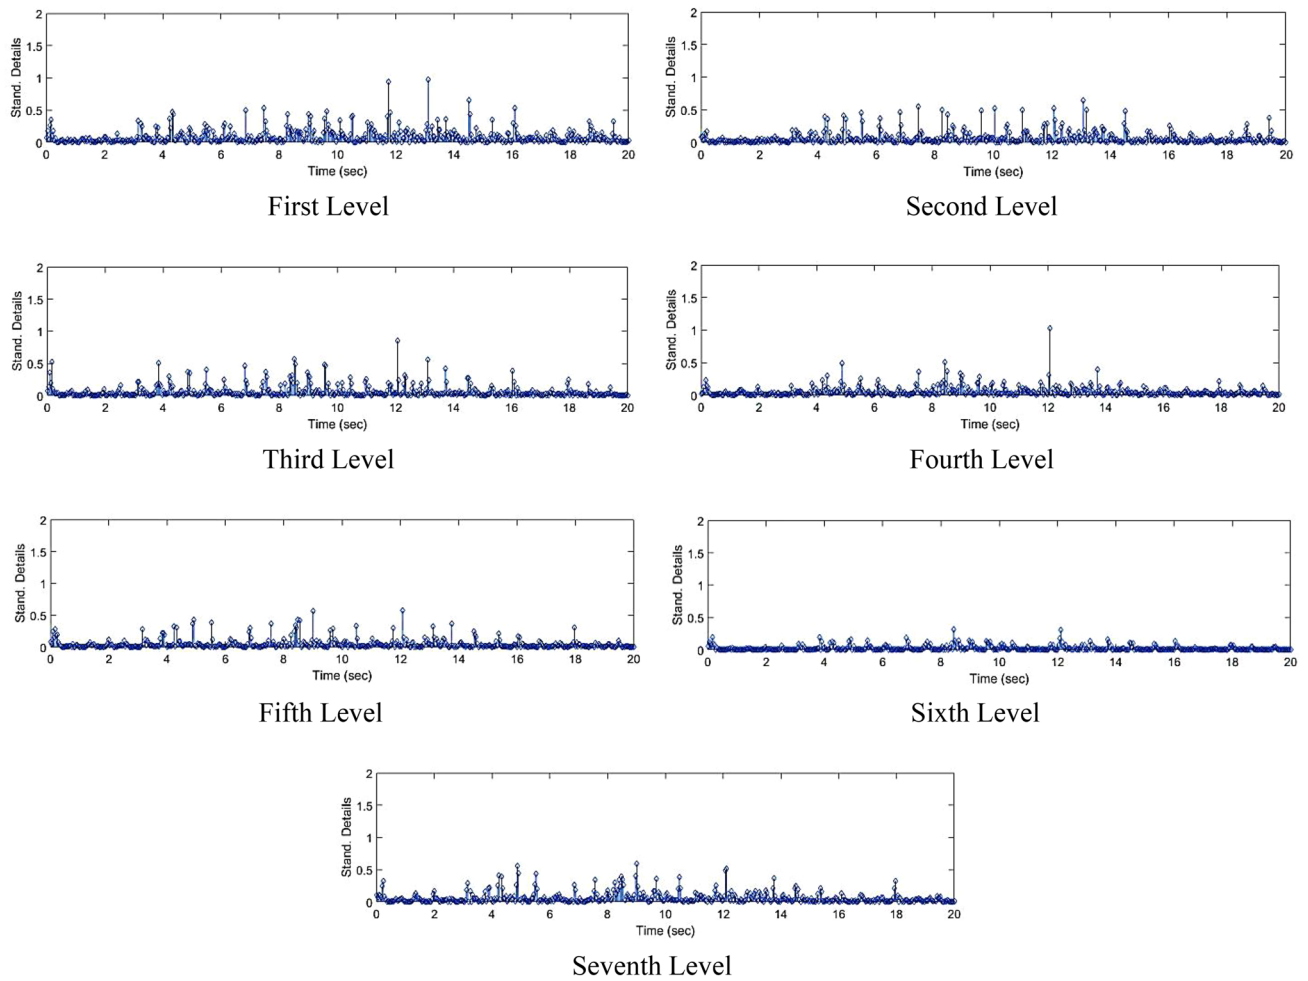 2
1.5
1
0.5
0
Stand. Details
0 2 4 6 8 10 12 14 16 18 20
Time (sec)
First Level
2
1.5
1
0.5
0
Stand. Details
0 2 4 6 8 10 12 14 16 18 20
Time (sec)
Second Level
2
1.5
1
0.5
0
Stand. Details
0 2 4 6 8 10 12 14 16 18 20
Time (sec)
Third Level
2
1.5
1
0.5
0
Stand. Details
0 2 4 6 8 10 12 14 16 18 20
Time (sec)
Fourth Level
2
1.5
1
0.5
0
Stand. Details
0 2 4 6 8 10 12 14 16 18 20
Time (sec)
Fifth Level
2
1.5
1
0.5
0
Stand. Details
0 2 4 6 8 10 12 14 16 18 20
Time (sec)
Sixth Level
2
1.5
1
0.5
0
Stand. Details
0 2 4 6 8 10 12 14 16 18 20
Time (sec)
Seventh Level